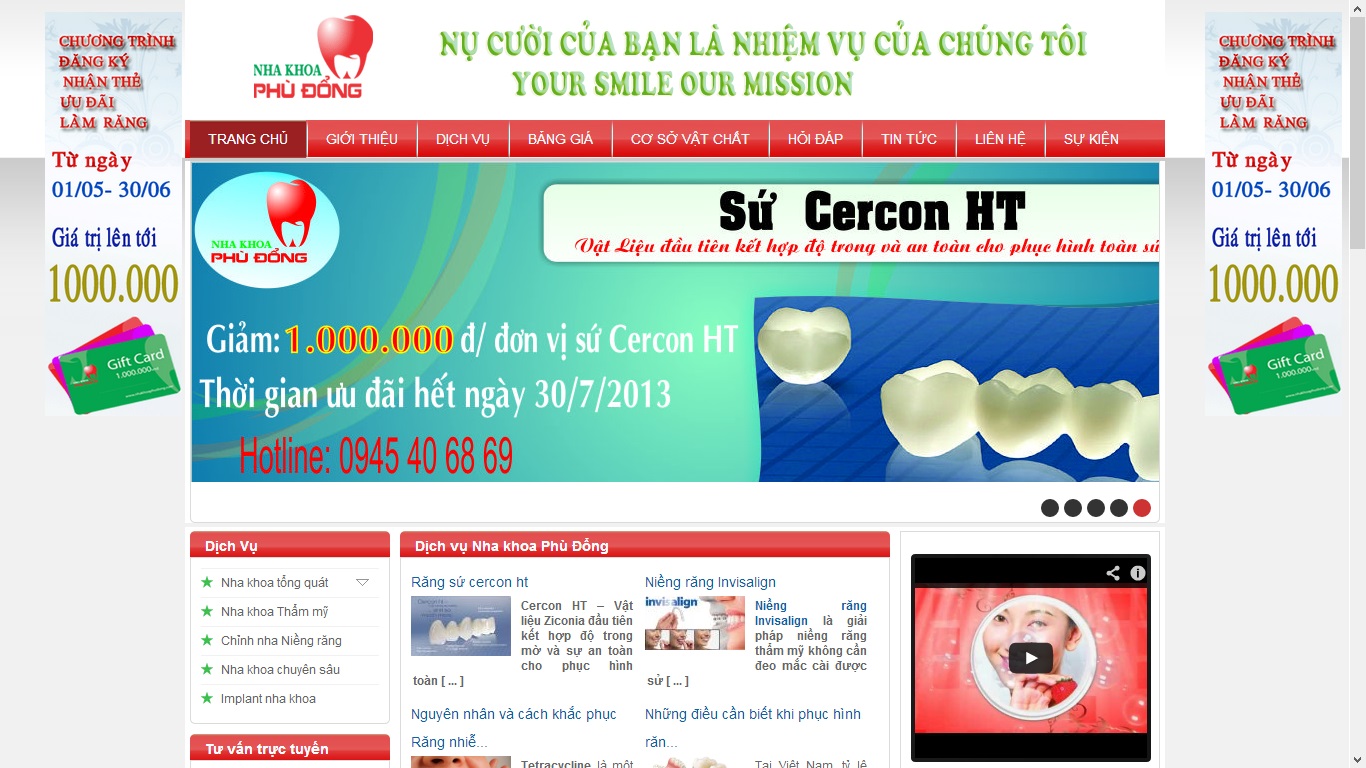 CHƯƠNG TRÌNH
ĐĂNG KÝ
NHẬN THẺ
ƯU ĐÃI
LÀM RĂNG
Từ ngày
01/05- 30/06
Giá trị lên tới
1000.000
Gift Card
1.000.000
NHA KHOA
PHÙ ĐỔNG
NỤ CƯỜI CỦA BẠN LÀ NHIỆM VỤ CỦA CHÚNG TÔI
YOUR SMILE OUR MISSION
CHƯƠNG TRÌNH
ĐĂNG KÝ
NHẬN THẺ
ƯU ĐÃI
LÀM RĂNG
Từ ngày
01/05- 30/06
Giá trị lên tới
1000.000
Gift Card
1.000.000
TRANG CHỦ GIỚI THIỆU DỊCH VỤ BẢNG GIÁ CƠ SỞ VẬT CHẤT HỎI ĐÁP TIN TỨC LIÊN HỆ SỰ KIỆN
NHA KHOA
PHÙ ĐỔNG
Sứ Cercon HT
Vật Liệu đầu tiên kết hợp độ trong và an toàn cho phục hình toàn sứ
Giảm: 1.000.000 đ/ đơn vị sứ Cercon HT
Thời gian ưu đãi hết ngày 30/7/2013
Hotline: 0945 40 68 69
Dịch Vụ
Nha khoa tổng quát
Nha khoa Thẩm mỹ
Chỉnh nha Niềng răng
Nha khoa chuyên sâu
Implant nha khoa
Tư vấn trực tuyến
Dịch vụ Nha khoa Phù Đổng
Răng sứ cercon ht
Cercon HT – Vật
liệu Ziconia đầu tiên
kết hợp độ trong
mờ và sự an toàn
cho phục hình
toàn [ ... ]
Niềng răng Invisalign
invisalign
Niềng răng
Invisalign là giải
pháp niềng răng
thẩm mỹ không cần
đeo mắc cài được
sử [ ... ]
Nguyên nhân và cách khắc phục
Răng nhiễ...
Tetracycline là một
Những điều cần biết khi phục hình
răn...
Tại Việt Nam, tỷ lệ